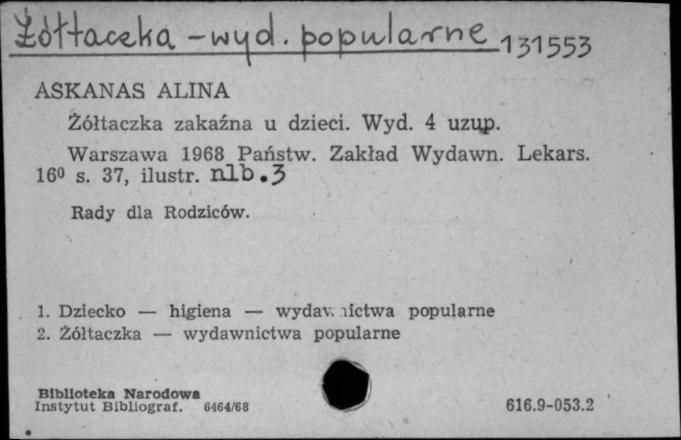 Żółtaczka - wyd. popularne 131553
ASKANAS ALINA
Żółtaczka zakaźna u dzieci. Wyd. 4 uzup.
Warszawa 1968 Państw. Zakład Wydawn. Lekars.
16⁰ s. 37, ilustr. nlb. 3
Rady dla Rodziców.
1. Dziecko — higiena — wydawnictwa popularne
2. Żółtaczka — wydawnictwa popularne
Biblioteka Narodowa
Instytut Bibliograf. 6464/68 616.9-053.2